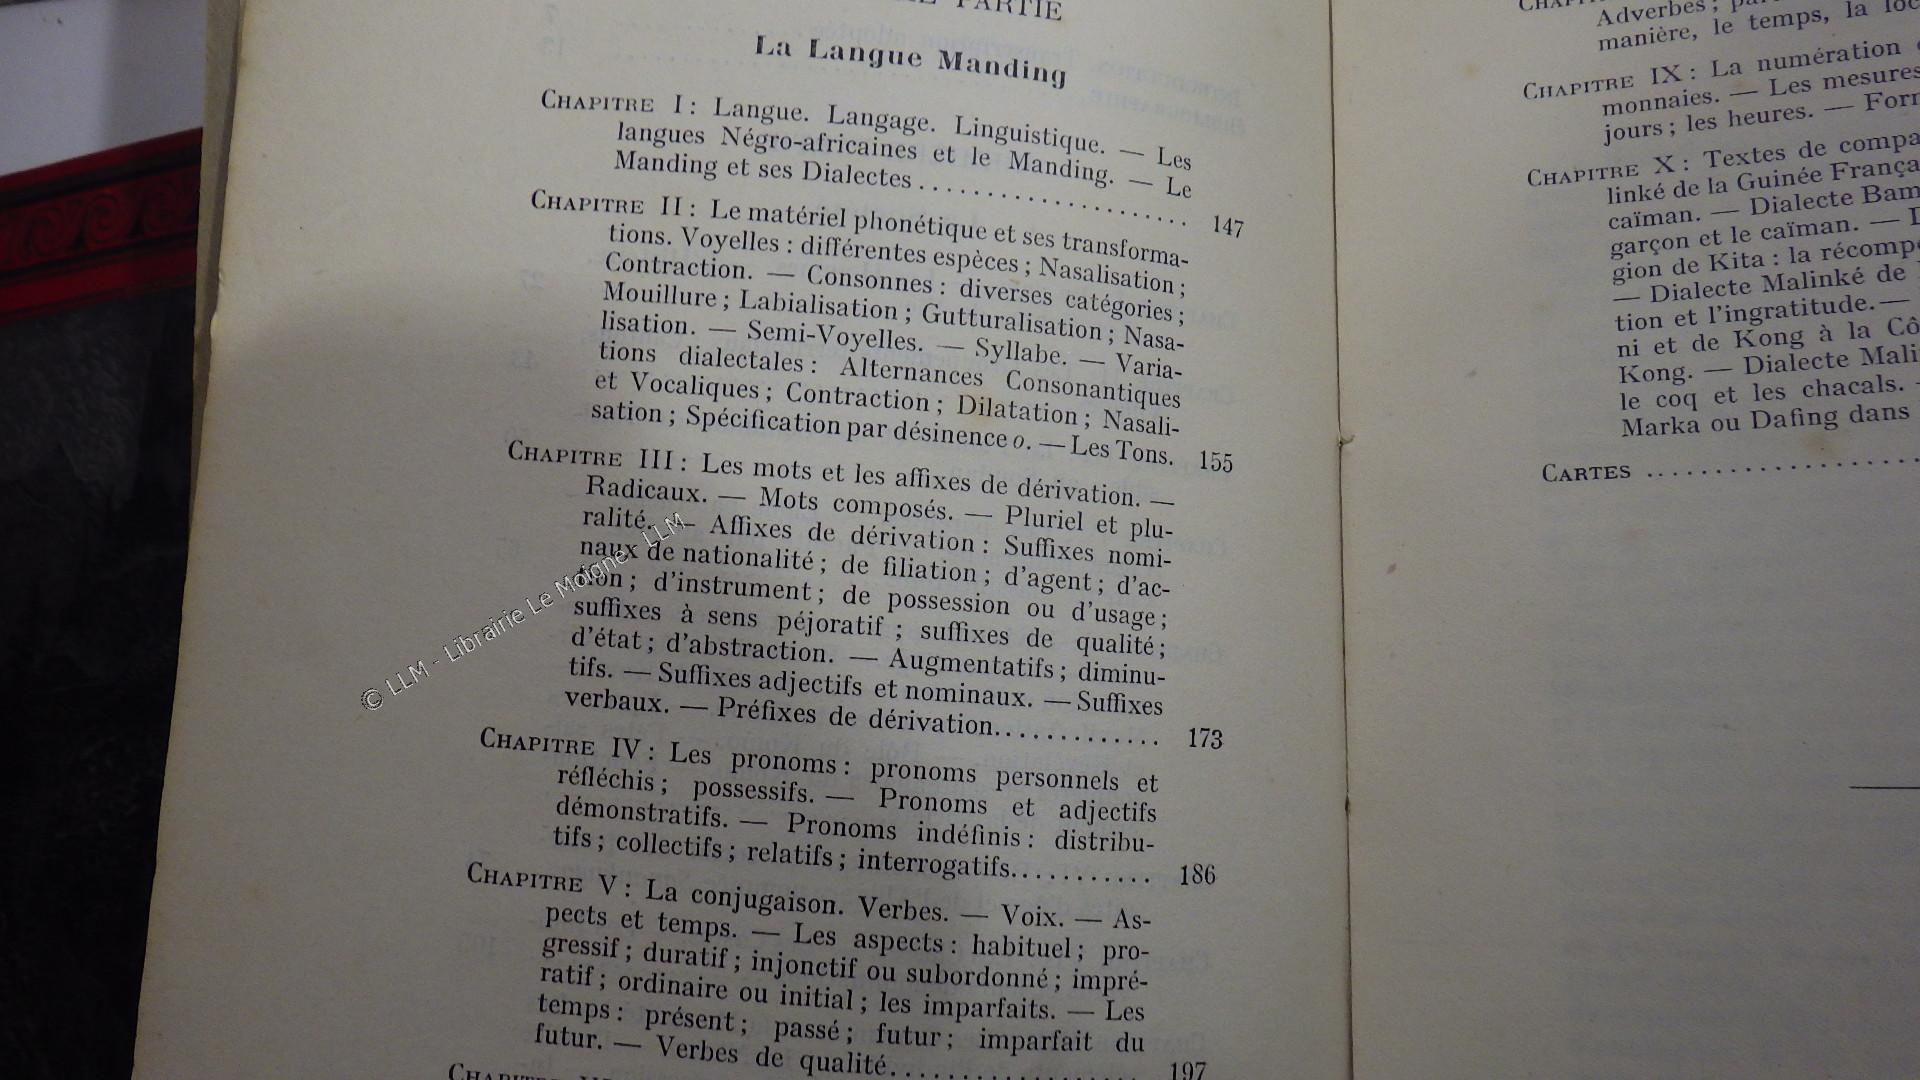 PARTIE
La Langue Manding
CHAPITRE I : Langue. Langage. Linguistique. — Les
langues Négro-africaines et le Manding. — Le
Manding et ses Dialectes .................... 147
CHAPITRE II : Le matériel phonétique et ses transforma-
tions. Voyelles : différentes espèces ; Nasalisation ;
Contraction. — Consonnes : diverses catégories ;
Mouillure ; Labialisation ; Gutturalisation ; Nasa-
lisation. — Semi-Voyelles. — Syllabe. — Varia-
tions dialectales : Alternances Consonantiques
et Vocaliques ; Contraction ; Dilatation ; Nasali-
sation ; Spécification par désinence o. — Les Tons. 155
CHAPITRE III : Les mots et les affixes de dérivation. —
Radicaux. — Mots composés. — Pluriel et plu-
ralité. — Affixes de dérivation : Suffixes nomi-
naux de nationalité ; de filiation ; d'agent ; d'ac-
tion ; d'instrument ; de possession ou d'usage ;
suffixes à sens péjoratif ; suffixes de qualité ;
d'état ; d'abstraction. — Augmentatifs ; diminu-
tifs. — Suffixes adjectifs et nominaux. — Suffixes
verbaux. — Préfixes de dérivation............. 173
CHAPITRE IV : Les pronoms : pronoms personnels et
réfléchis ; possessifs. — Pronoms et adjectifs
démonstratifs. — Pronoms indéfinis : distribu-
tifs ; collectifs ; relatifs ; interrogatifs........... 186
CHAPITRE V : La conjugaison. Verbes. — Voix. — As-
pects et temps. — Les aspects : habituel ; pro-
gressif ; duratif ; injonctif ou subordonné ; impré-
ratif ; ordinaire ou initial ; les imparfaits. — Les
temps : présent ; passé ; futur ; imparfait du
futur. — Verbes de qualité.................... 197
Adverbes ;
manière, le temps, la
CHAPITRE IX : La numération
monnaies. — Les mesures
jours ; les heures. —
CHAPITRE X : Textes de
linké de la Guinée
caïman. — Dialecte
garçon et le caïman. —
gion de Kita : la
— Dialecte Malinké de
tion et l'ingratitude. —
ni et de Kong à la
Kong. — Dialecte
le coq et les chacals.
Marka ou Dafing dans
CARTES ....................
© LLM - Librairie Le Moigne - LLM